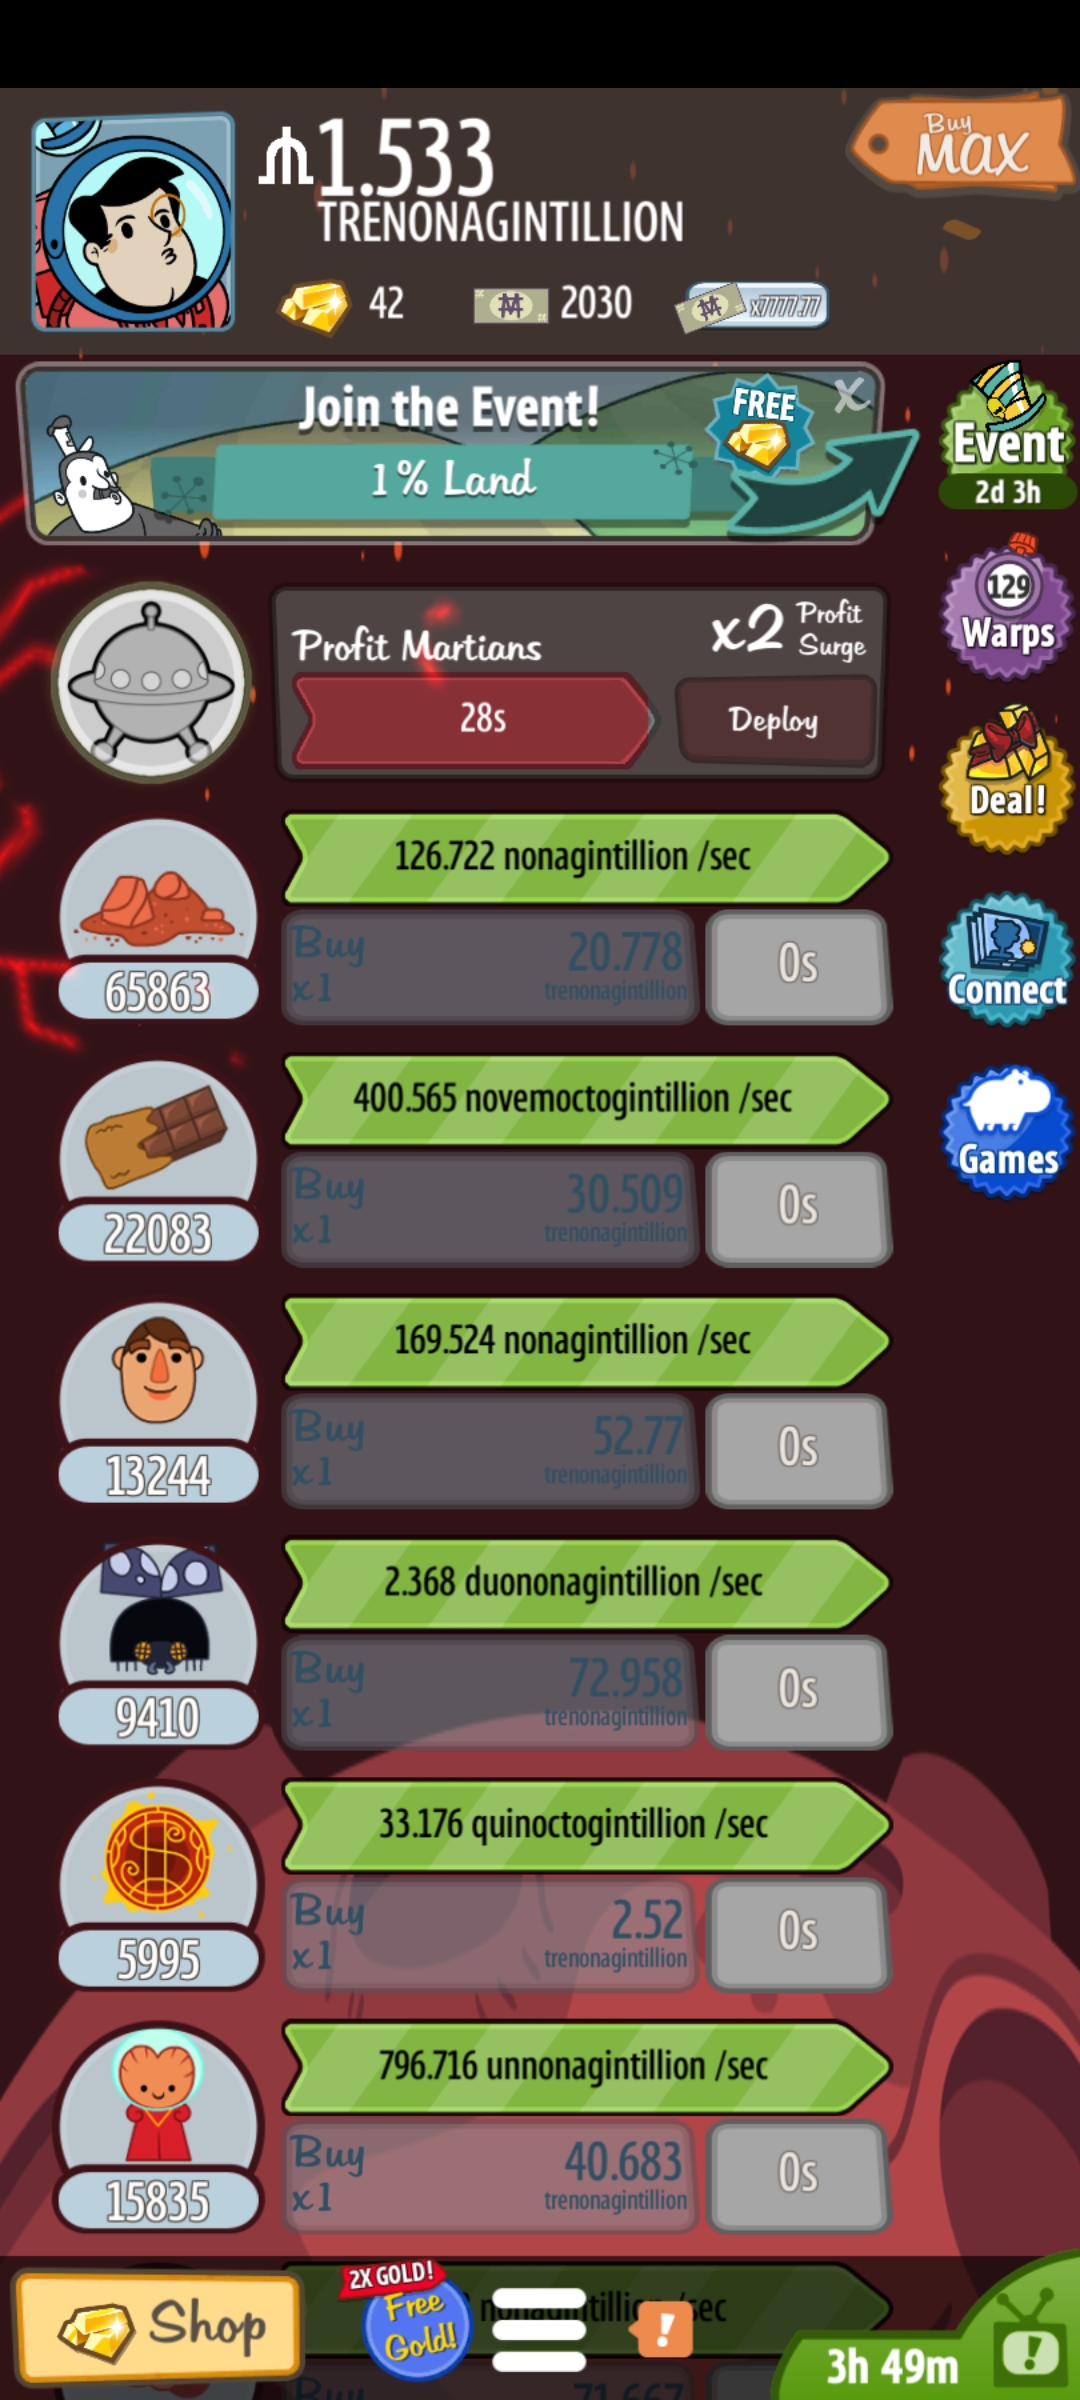 1.533
TRENONAGINTILLION
Buy
MAX
42
2030
x7777.77
Join the Event!
1% Land
FREE
X
Event
2d 3h
Profit Martians
x2 Profit Surge
28s
Deploy
129
Warps
126.722 nonagintillion /sec
65863
Buy x1
20.778
trenonagintillion
0s
Deal!
Connect
400.565 novemoctogintillion /sec
22083
Buy x1
30.509
trenonagintillion
0s
Games
169.524 nonagintillion /sec
13244
Buy x1
52.77
trenonagintillion
0s
2.368 duononagintillion /sec
9410
Buy x1
72.958
trenonagintillion
0s
33.176 quinoctogintillion /sec
5995
Buy x1
2.52
trenonagintillion
0s
796.716 unnonagintillion /sec
15835
Buy x1
40.683
trenonagintillion
0s
Shop
2X GOLD!
Free
Gold!
!
3h 49m
!
Buy
71.667